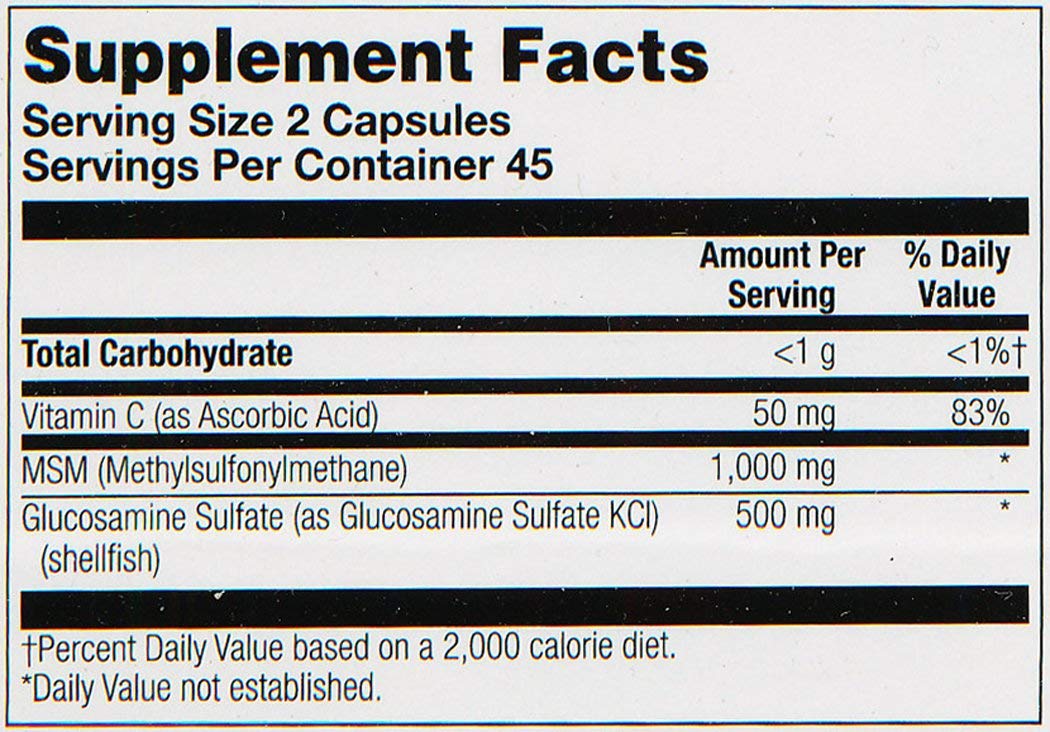 Supplement Facts
Serving Size 2 Capsules
Servings Per Container 45
Amount Per Serving % Daily Value
Total Carbohydrate <1 g <1%†
Vitamin C (as Ascorbic Acid) 50 mg 83%
MSM (Methylsulfonylmethane) 1,000 mg *
Glucosamine Sulfate (as Glucosamine Sulfate KCl) 500 mg *
(shellfish)
†Percent Daily Value based on a 2,000 calorie diet.
*Daily Value not established.